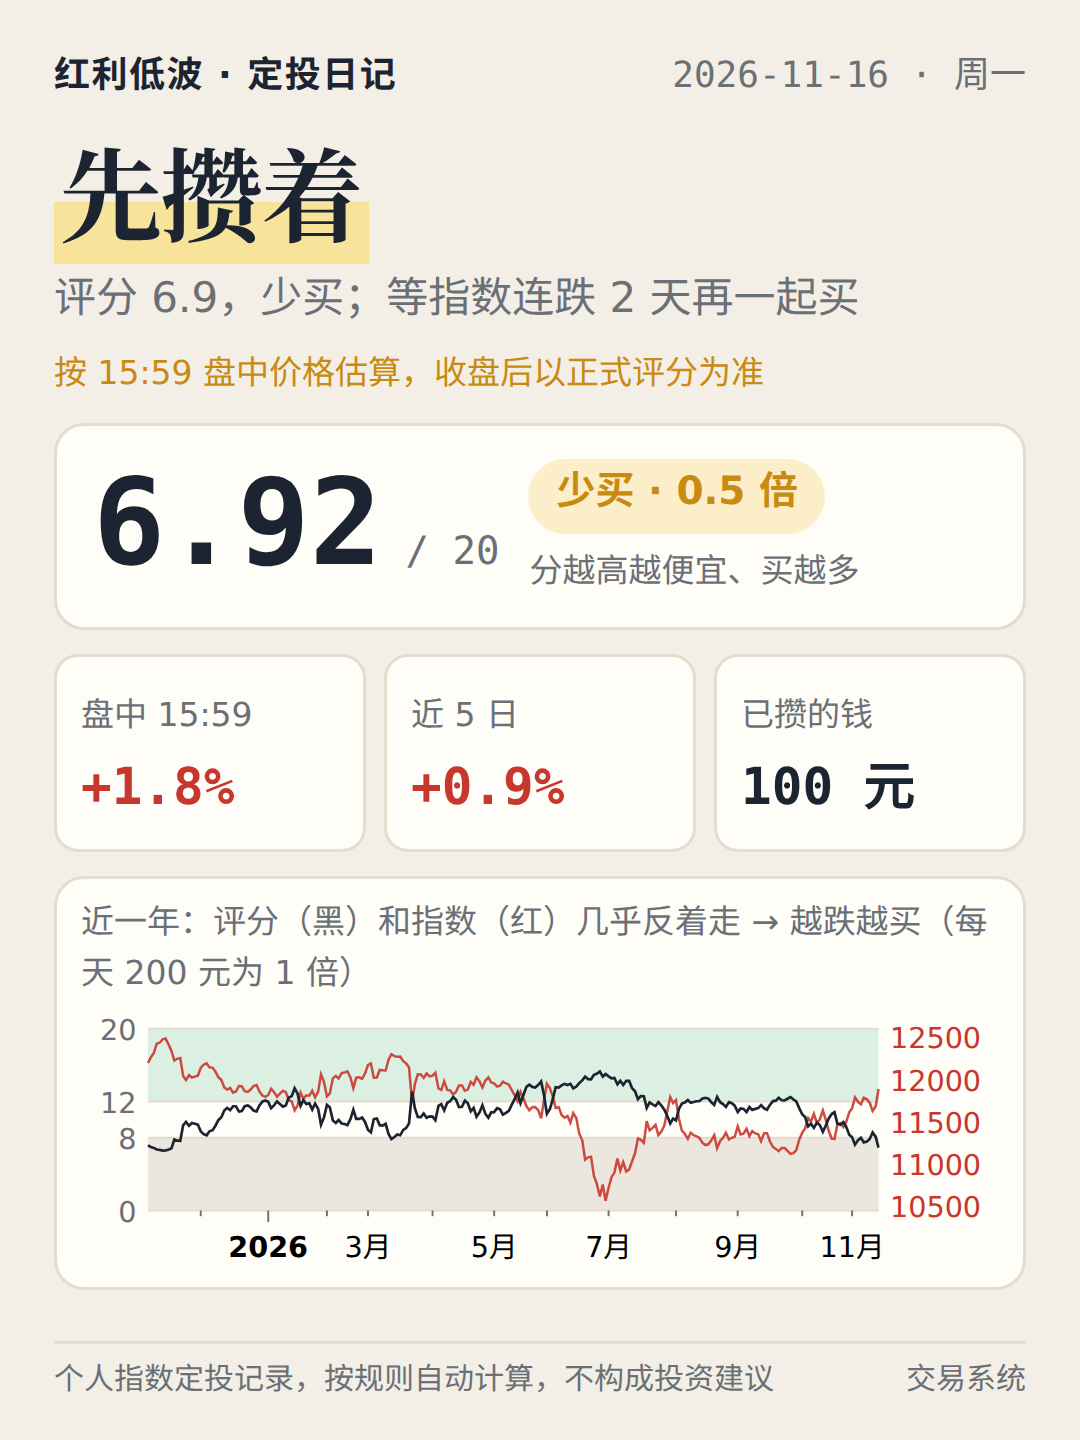 红利低波 · 定投日记
2026-11-16 · 周一
先攒着
评分 6.9，少买；等指数连跌 2 天再一起买
按 15:59 盘中价格估算，收盘后以正式评分为准
6.92 / 20
少买 · 0.5 倍
分越高越便宜、买越多
盘中 15:59
+1.8%
近 5 日
+0.9%
已攒的钱
100 元
近一年：评分（黑）和指数（红）几乎反着走 → 越跌越买（每
天 200 元为 1 倍）
20
12
8
0
12500
12000
11500
11000
10500
2026 3月 5月 7月 9月 11月
个人指数定投记录，按规则自动计算，不构成投资建议
交易系统